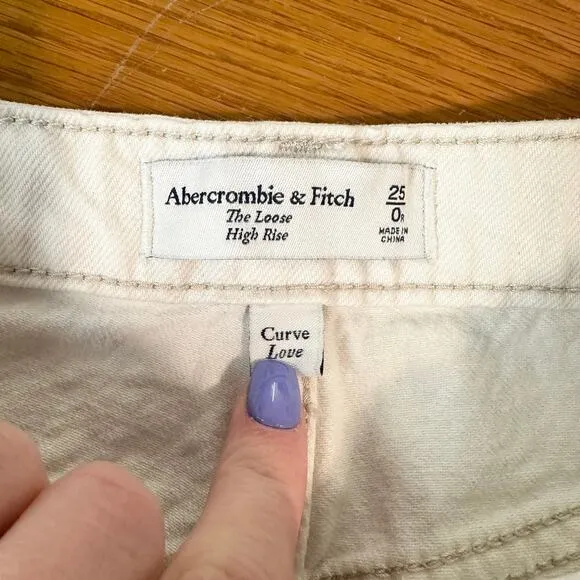 Abercrombie & Fitch
The Loose
High Rise
25
0R
MADE IN
CHINA
Curve
Love